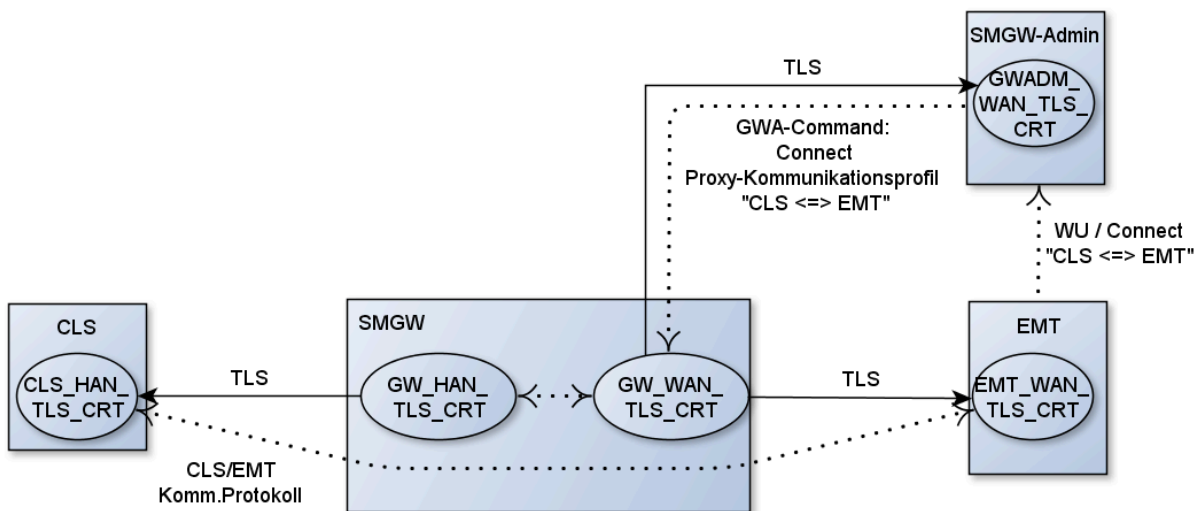 SMGW-Admin
GWADM_
WAN_TLS_
CRT
TLS
GWA-Command:
Connect
Proxy-Kommunikationsprofil
"CLS <=> EMT"
WU / Connect
"CLS <=> EMT"
CLS
CLS_HAN_
TLS_CRT
TLS
SMGW
GW_HAN_
TLS_CRT
GW_WAN_
TLS_CRT
TLS
EMT
EMT_WAN_
TLS_CRT
CLS/EMT
Komm.Protokoll